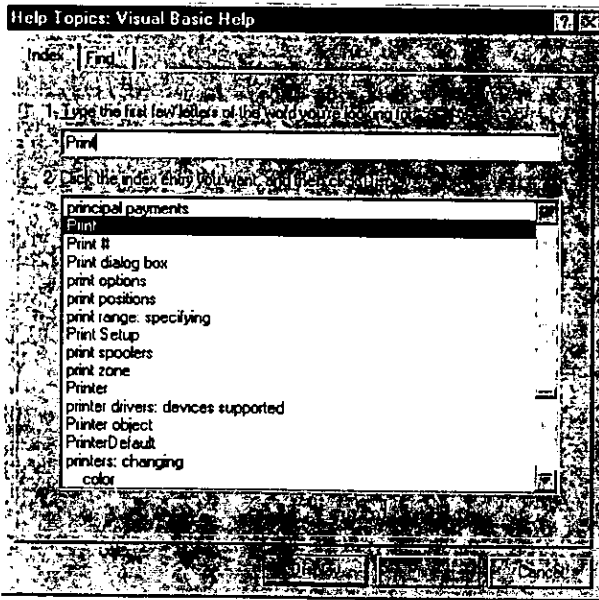 Help Topics: Visual Basic Help
Index Find
1 Type the first few letters of the word you're looking for.
Print
2 Click the index entry you want, and then
principal payments
Print
Print #
Print dialog box
print options
print positions
print range: specifying
Print Setup
print spoolers
print zone
Printer
printer drivers: devices supported
Printer object
PrinterDefault
printers: changing
color
Cancel